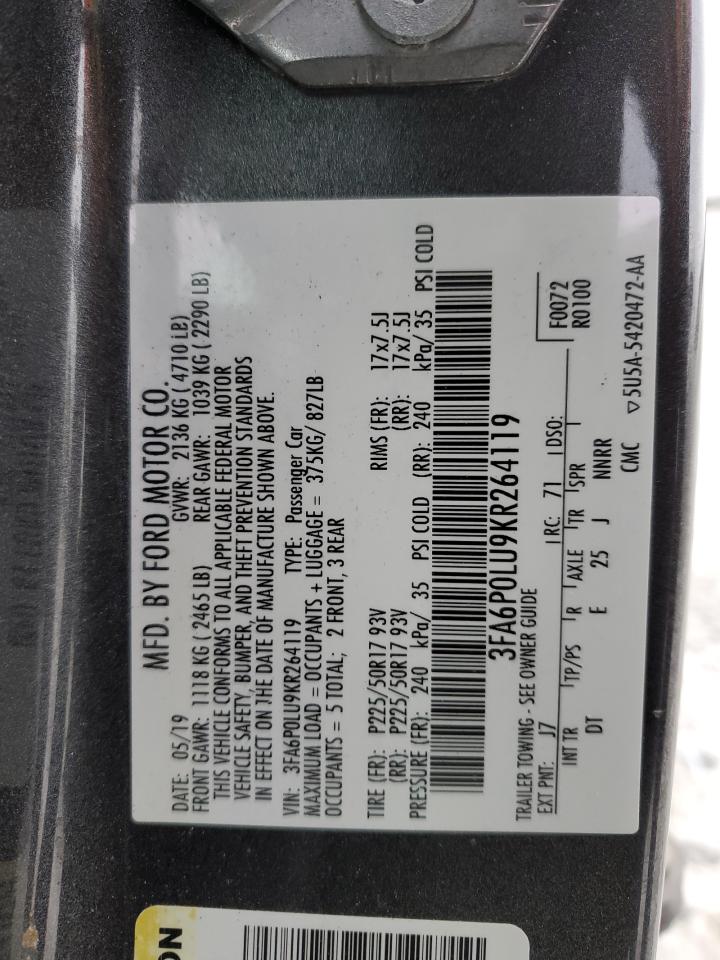 MFD. BY FORD MOTOR CO.
DATE: 05/19 GVWR: 2136 KG ( 4710 LB)
FRONT GAWR: 1118 KG ( 2465 LB) REAR GAWR: 1039 KG ( 2290 LB)
THIS VEHICLE CONFORMS TO ALL APPLICABLE FEDERAL MOTOR
VEHICLE SAFETY, BUMPER, AND THEFT PREVENTION STANDARDS
IN EFFECT ON THE DATE OF MANUFACTURE SHOWN ABOVE.
VIN: 3FA6P0LU9KR264119 TYPE: Passenger Car
MAXIMUM LOAD = OCCUPANTS + LUGGAGE = 375KG/ 827LB
OCCUPANTS = 5 TOTAL; 2 FRONT, 3 REAR
TIRE (FR): P225/50R17 93V RIMS (FR): 17x7.5J
(RR): P225/50R17 93V (RR): 17x7.5J
PRESSURE (FR): 240 kPa/ 35 PSI COLD (RR): 240 kPa/ 35 PSI COLD
3FA6P0LU9KR264119
TRAILER TOWING - SEE OWNER GUIDE F0072
EXT PNT: J7 RC: 71 DSO: R0100
INT TR TP/PS R AXLE TR SPR
DT E 25 J NNRR
CMC ▽5U5A-5420472-AA
ON